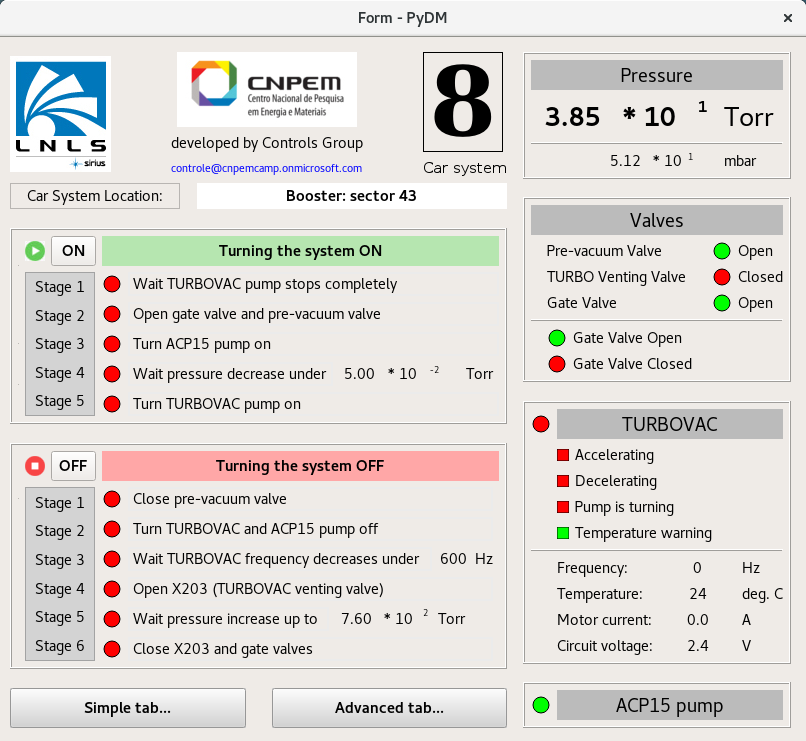 Form - PyDM
LNLS
sirius
CNPEM
Centro Nacional de Pesquisa
em Energia e Materiais
developed by Controls Group
controle@cnpemcamp.onmicrosoft.com
8
Car system
Car System Location:
Booster: sector 43
ON
Turning the system ON
Stage 1 Wait TURBOVAC pump stops completely
Stage 2 Open gate valve and pre-vacuum valve
Stage 3 Turn ACP15 pump on
Stage 4 Wait pressure decrease under 5.00 * 10 -2 Torr
Stage 5 Turn TURBOVAC pump on
OFF
Turning the system OFF
Stage 1 Close pre-vacuum valve
Stage 2 Turn TURBOVAC and ACP15 pump off
Stage 3 Wait TURBOVAC frequency decreases under 600 Hz
Stage 4 Open X203 (TURBOVAC venting valve)
Stage 5 Wait pressure increase up to 7.60 * 10 2 Torr
Stage 6 Close X203 and gate valves
Simple tab...
Advanced tab...
Pressure
3.85 * 10 1 Torr
5.12 * 10 1 mbar
Valves
Pre-vacuum Valve Open
TURBO Venting Valve Closed
Gate Valve Open
Gate Valve Open
Gate Valve Closed
TURBOVAC
Accelerating
Decelerating
Pump is turning
Temperature warning
Frequency: 0 Hz
Temperature: 24 deg. C
Motor current: 0.0 A
Circuit voltage: 2.4 V
ACP15 pump